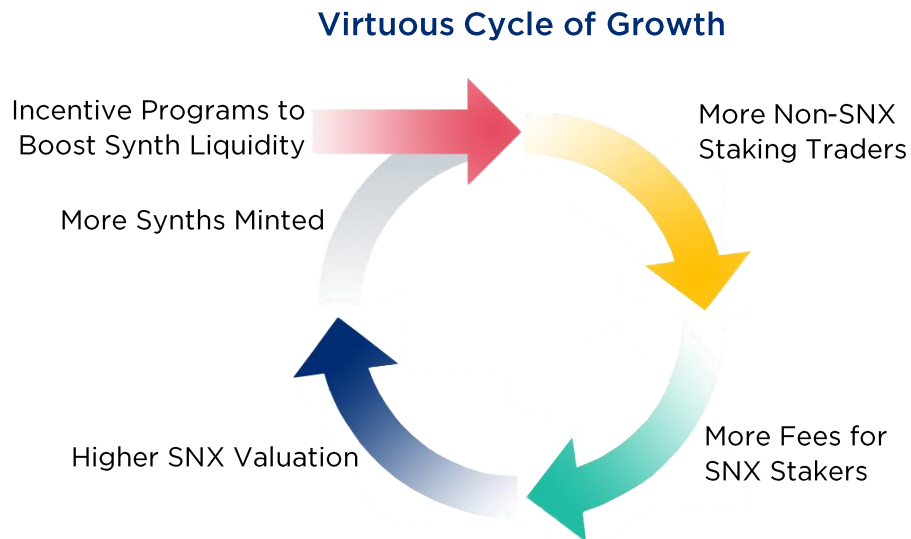 Virtuous Cycle of Growth
Incentive Programs to
Boost Synth Liquidity
More Non-SNX
Staking Traders
More Synths Minted
More Fees for
SNX Stakers
Higher SNX Valuation